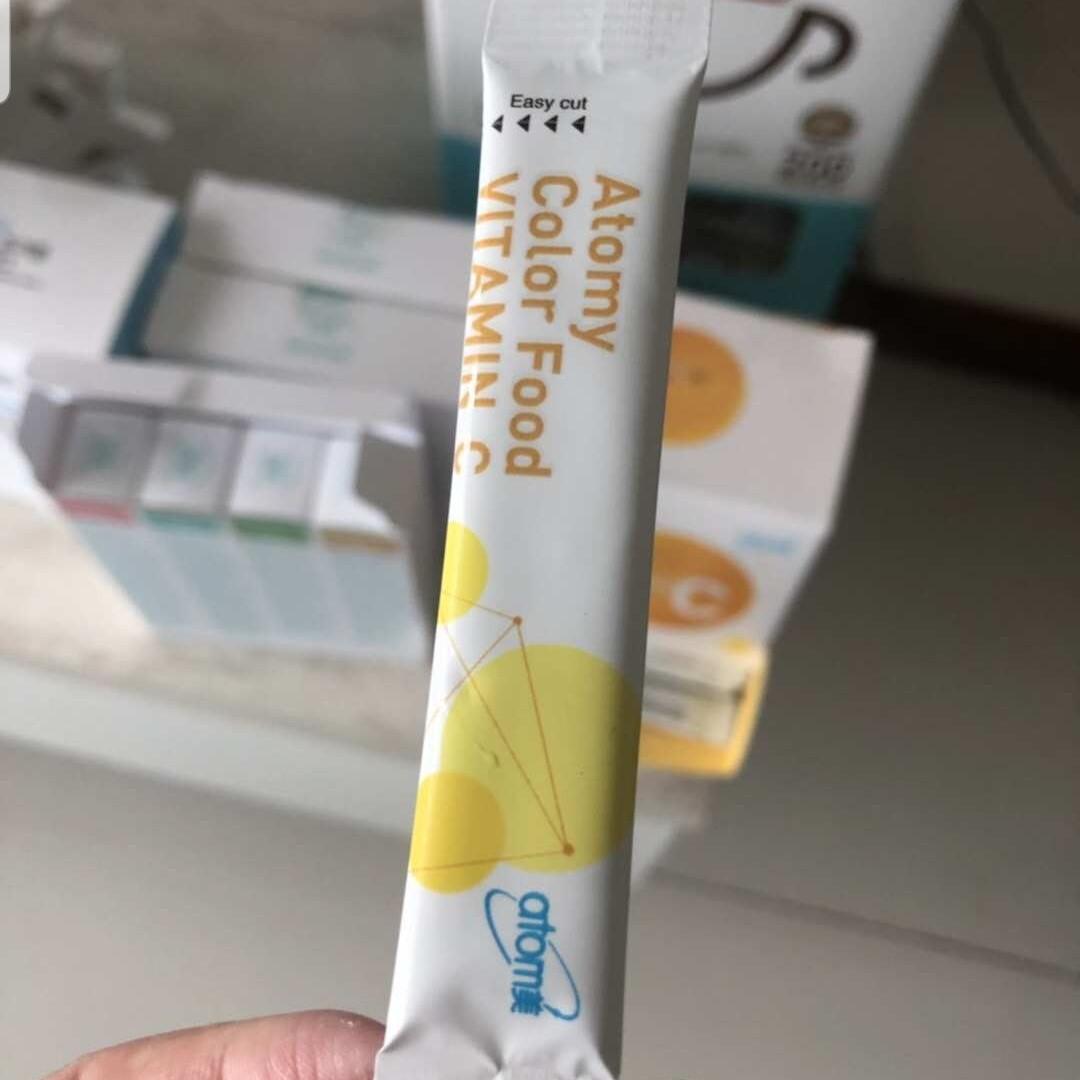 Easy cut
Atomy
Color Food
VITAMIN C
atom美
C